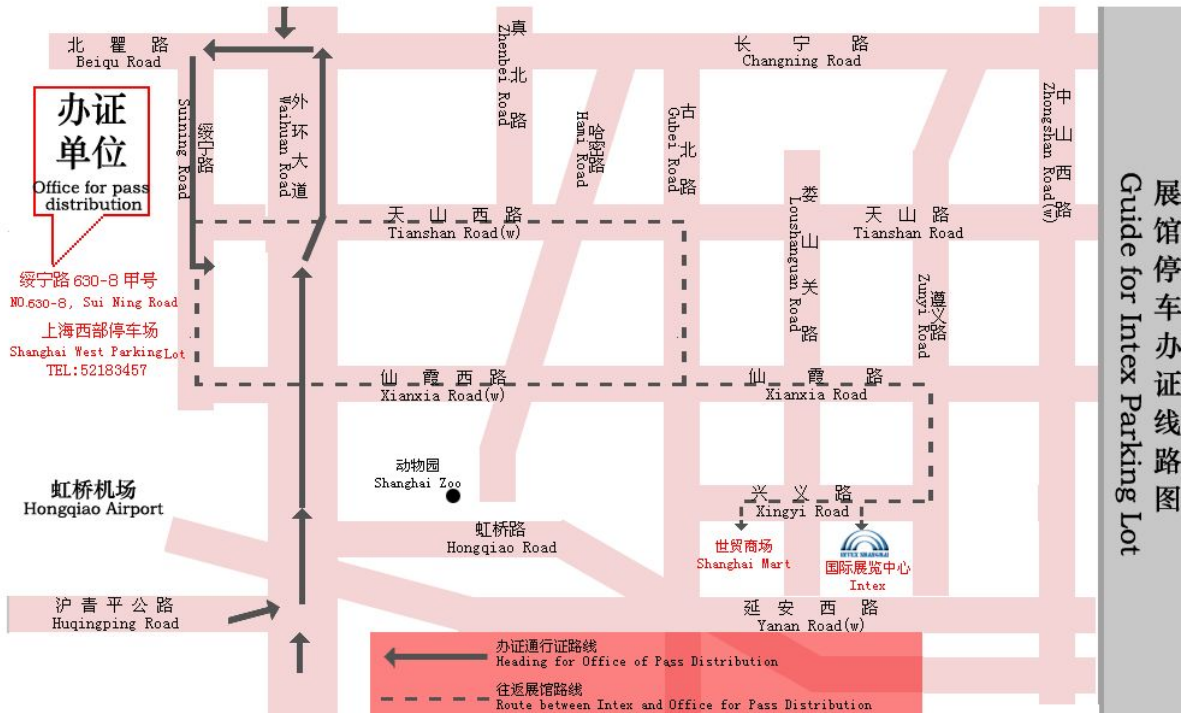 北 瞿 路
Beiqu Road
办证
单位
Office for pass
distribution
绥宁路 630-8 甲号
NO.630-8, Sui Ning Road
上海西部停车场
Shanghai West Parking Lot
TEL:52183457
绥宁路
Suining Road
外环大道
Waihuan Road
真北路
Zhenbei Road
哈密路
Hami Road
古北路
Gubei Road
长 宁 路
Changning Road
娄山关路
Loushanguan Road
遵义路
Zunyi Road
中山西路
Zhongshan Road(w)
天 山 西 路
Tianshan Road(w)
天 山 路
Tianshan Road
仙 霞 西 路
Xianxia Road(w)
仙 霞 路
Xianxia Road
动物园
Shanghai Zoo
虹桥机场
Hongqiao Airport
虹桥路
Hongqiao Road
兴 义 路
Xingyi Road
世贸商场
Shanghai Mart
国际展览中心
Intex
沪 青 平 公 路
Huqingping Road
延 安 西 路
Yanan Road(w)
办证通行证路线
Heading for Office of Pass Distribution
往返展馆路线
Route between Intex and Office for Pass Distribution
展馆停车办证线路图
Guide for Intex Parking Lot